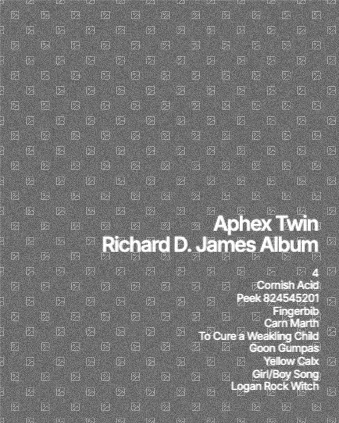 Aphex Twin
Richard D. James Album
4
Cornish Acid
Peek 824545201
Fingerbib
Carn Marth
To Cure a Weakling Child
Goon Gumpas
Yellow Calx
Girl/Boy Song
Logan Rock Witch